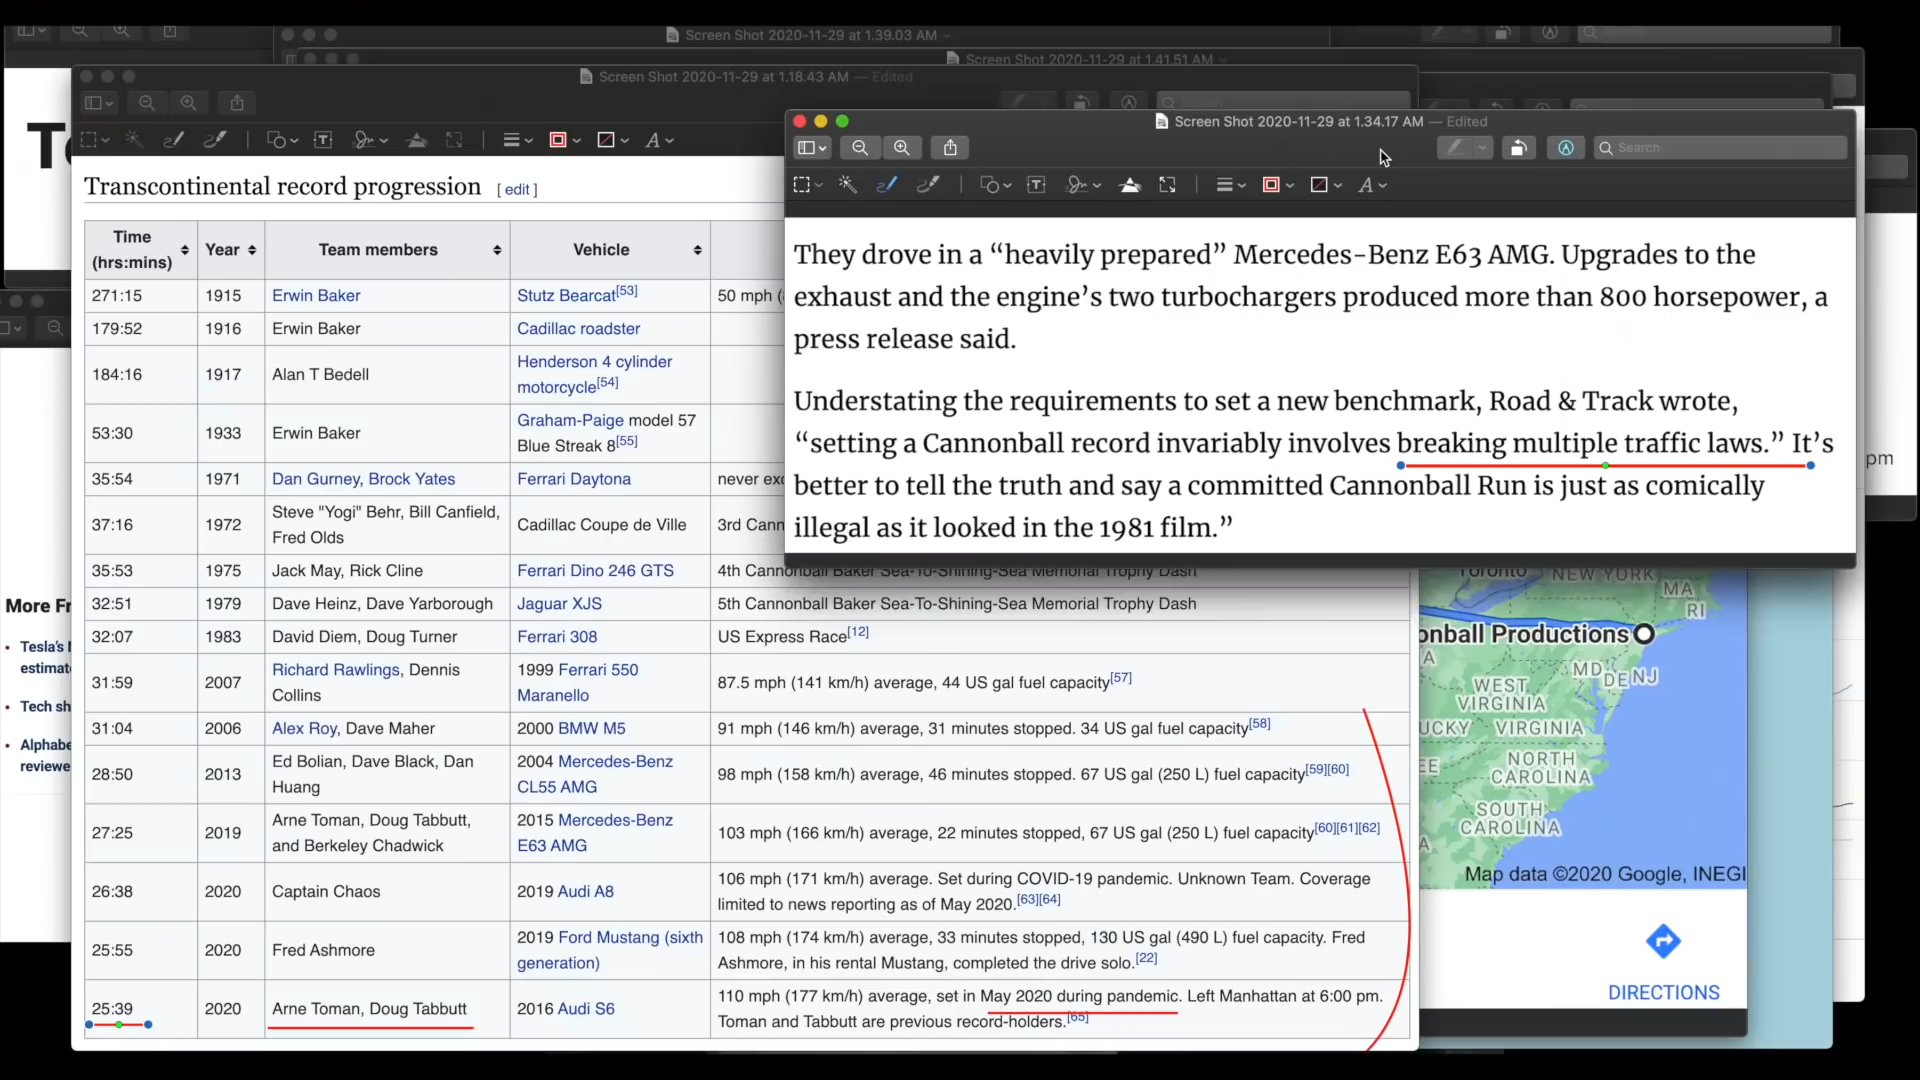 Screen Shot 2020-11-29 at 1.39.03 AM
Screen Shot 2020-11-29 at 1.41.51 AM
Screen Shot 2020-11-29 at 1.18.43 AM — Edited
Search
Screen Shot 2020-11-29 at 1.34.17 AM — Edited
Search
They drove in a “heavily prepared” Mercedes-Benz E63 AMG. Upgrades to the
exhaust and the engine’s two turbochargers produced more than 800 horsepower, a
press release said.
Understating the requirements to set a new benchmark, Road & Track wrote,
“setting a Cannonball record invariably involves breaking multiple traffic laws.” It’s
better to tell the truth and say a committed Cannonball Run is just as comically
illegal as it looked in the 1981 film.”
pm
Transcontinental record progression [ edit ]
Time (hrs:mins) Year Team members Vehicle
271:15 1915 Erwin Baker Stutz Bearcat[53] 50 mph (
179:52 1916 Erwin Baker Cadillac roadster
184:16 1917 Alan T Bedell Henderson 4 cylinder motorcycle[54]
53:30 1933 Erwin Baker Graham-Paige model 57 Blue Streak 8[55]
35:54 1971 Dan Gurney, Brock Yates Ferrari Daytona never exc
37:16 1972 Steve "Yogi" Behr, Bill Canfield, Fred Olds Cadillac Coupe de Ville 3rd Cann
35:53 1975 Jack May, Rick Cline Ferrari Dino 246 GTS 4th Cannonball Baker Sea-To-Shining-Sea Memorial Trophy Dash
32:51 1979 Dave Heinz, Dave Yarborough Jaguar XJS 5th Cannonball Baker Sea-To-Shining-Sea Memorial Trophy Dash
32:07 1983 David Diem, Doug Turner Ferrari 308 US Express Race[12]
31:59 2007 Richard Rawlings, Dennis Collins 1999 Ferrari 550 Maranello 87.5 mph (141 km/h) average, 44 US gal fuel capacity[57]
31:04 2006 Alex Roy, Dave Maher 2000 BMW M5 91 mph (146 km/h) average, 31 minutes stopped. 34 US gal fuel capacity[58]
28:50 2013 Ed Bolian, Dave Black, Dan Huang 2004 Mercedes-Benz CL55 AMG 98 mph (158 km/h) average, 46 minutes stopped. 67 US gal (250 L) fuel capacity[59][60]
27:25 2019 Arne Toman, Doug Tabbutt, and Berkeley Chadwick 2015 Mercedes-Benz E63 AMG 103 mph (166 km/h) average, 22 minutes stopped, 67 US gal (250 L) fuel capacity[60][61][62]
26:38 2020 Captain Chaos 2019 Audi A8 106 mph (171 km/h) average. Set during COVID-19 pandemic. Unknown Team. Coverage limited to news reporting as of May 2020.[63][64]
25:55 2020 Fred Ashmore 2019 Ford Mustang (sixth generation) 108 mph (174 km/h) average, 33 minutes stopped, 130 US gal (490 L) fuel capacity. Fred Ashmore, in his rental Mustang, completed the drive solo.[22]
25:39 2020 Arne Toman, Doug Tabbutt 2016 Audi S6 110 mph (177 km/h) average, set in May 2020 during pandemic. Left Manhattan at 6:00 pm. Toman and Tabbutt are previous record-holders.[65]
More Fr
Tesla’s
estimate
Tech sh
Alphabe
reviewe
Toronto
NEW YORK
MA
RI
onball Productions
MD
DE
NJ
WEST
VIRGINIA
UCKY
VIRGINIA
EE
NORTH
CAROLINA
SOUTH
CAROLINA
Map data ©2020 Google, INEGI
DIRECTIONS